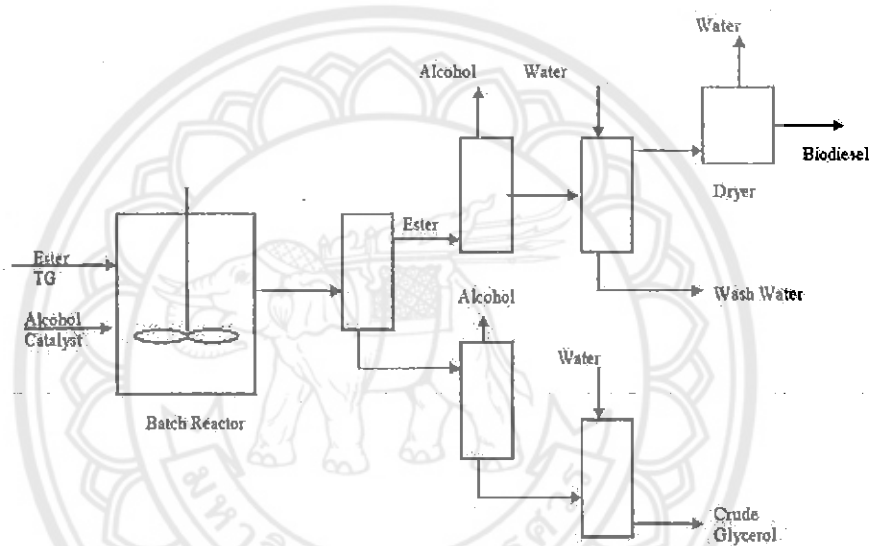 Water
Alcohol
Water
Biodiesel
Dryer
Ester
TG
Ester
Alcohol
Catalyst
Wash Water
Alcohol
Water
Batch Reactor
Crude
Glycerol